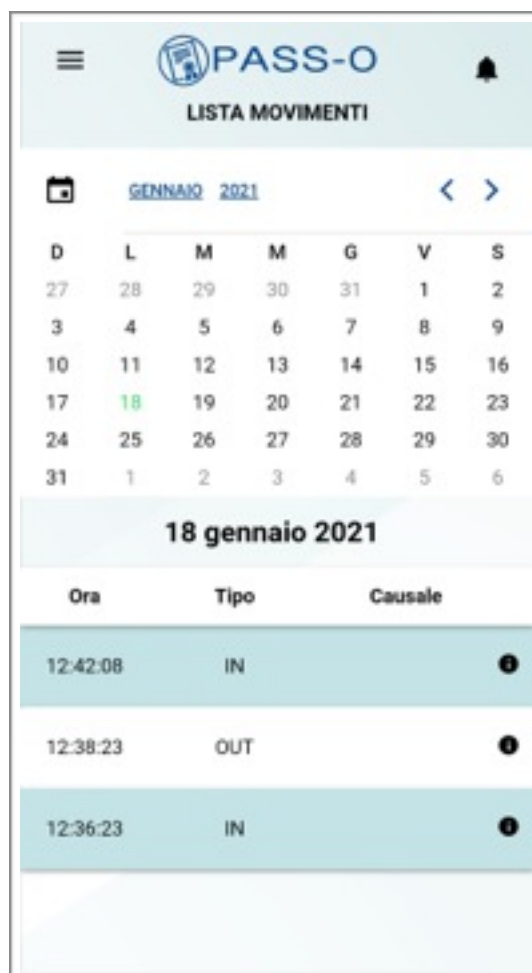 PASS-O
LISTA MOVIMENTI
GENNAIO 2021
D L M M G V S
27 28 29 30 31 1 2
3 4 5 6 7 8 9
10 11 12 13 14 15 16
17 18 19 20 21 22 23
24 25 26 27 28 29 30
31 1 2 3 4 5 6
18 gennaio 2021
Ora Tipo Causale
12:42:08 IN
12:38:23 OUT
12:36:23 IN